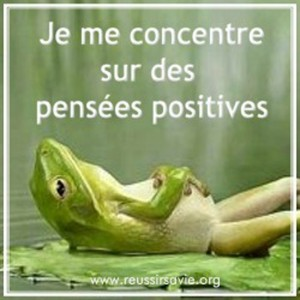 Je me concentre
sur des
pensées positives
www.reussirsavie.org